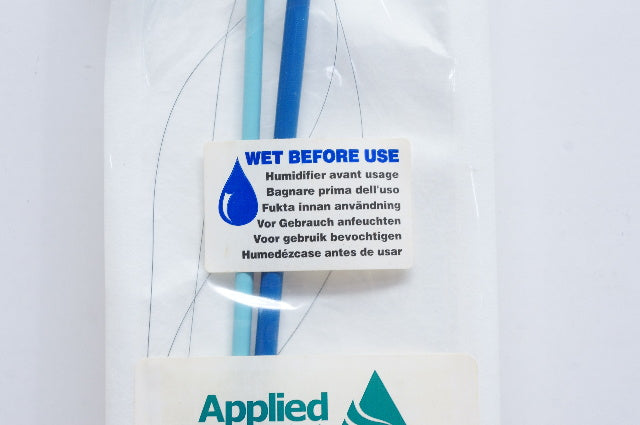 WET BEFORE USE
Humidifier avant usage
Bagnare prima dell'uso
Fukta innan användning
Vor Gebrauch anfeuchten
Voor gebruik bevochtigen
Humedézcase antes de usar
Applied